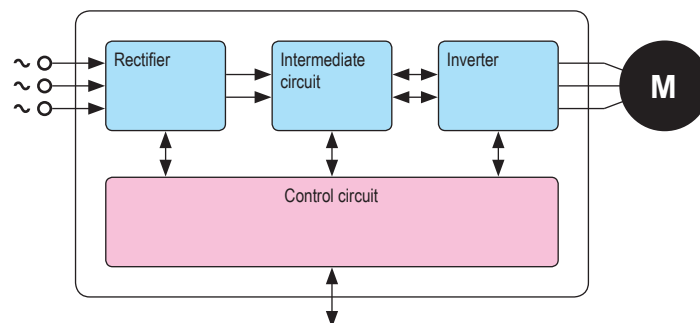 ~
~
~
Rectifier
Intermediate
circuit
Inverter
M
Control circuit